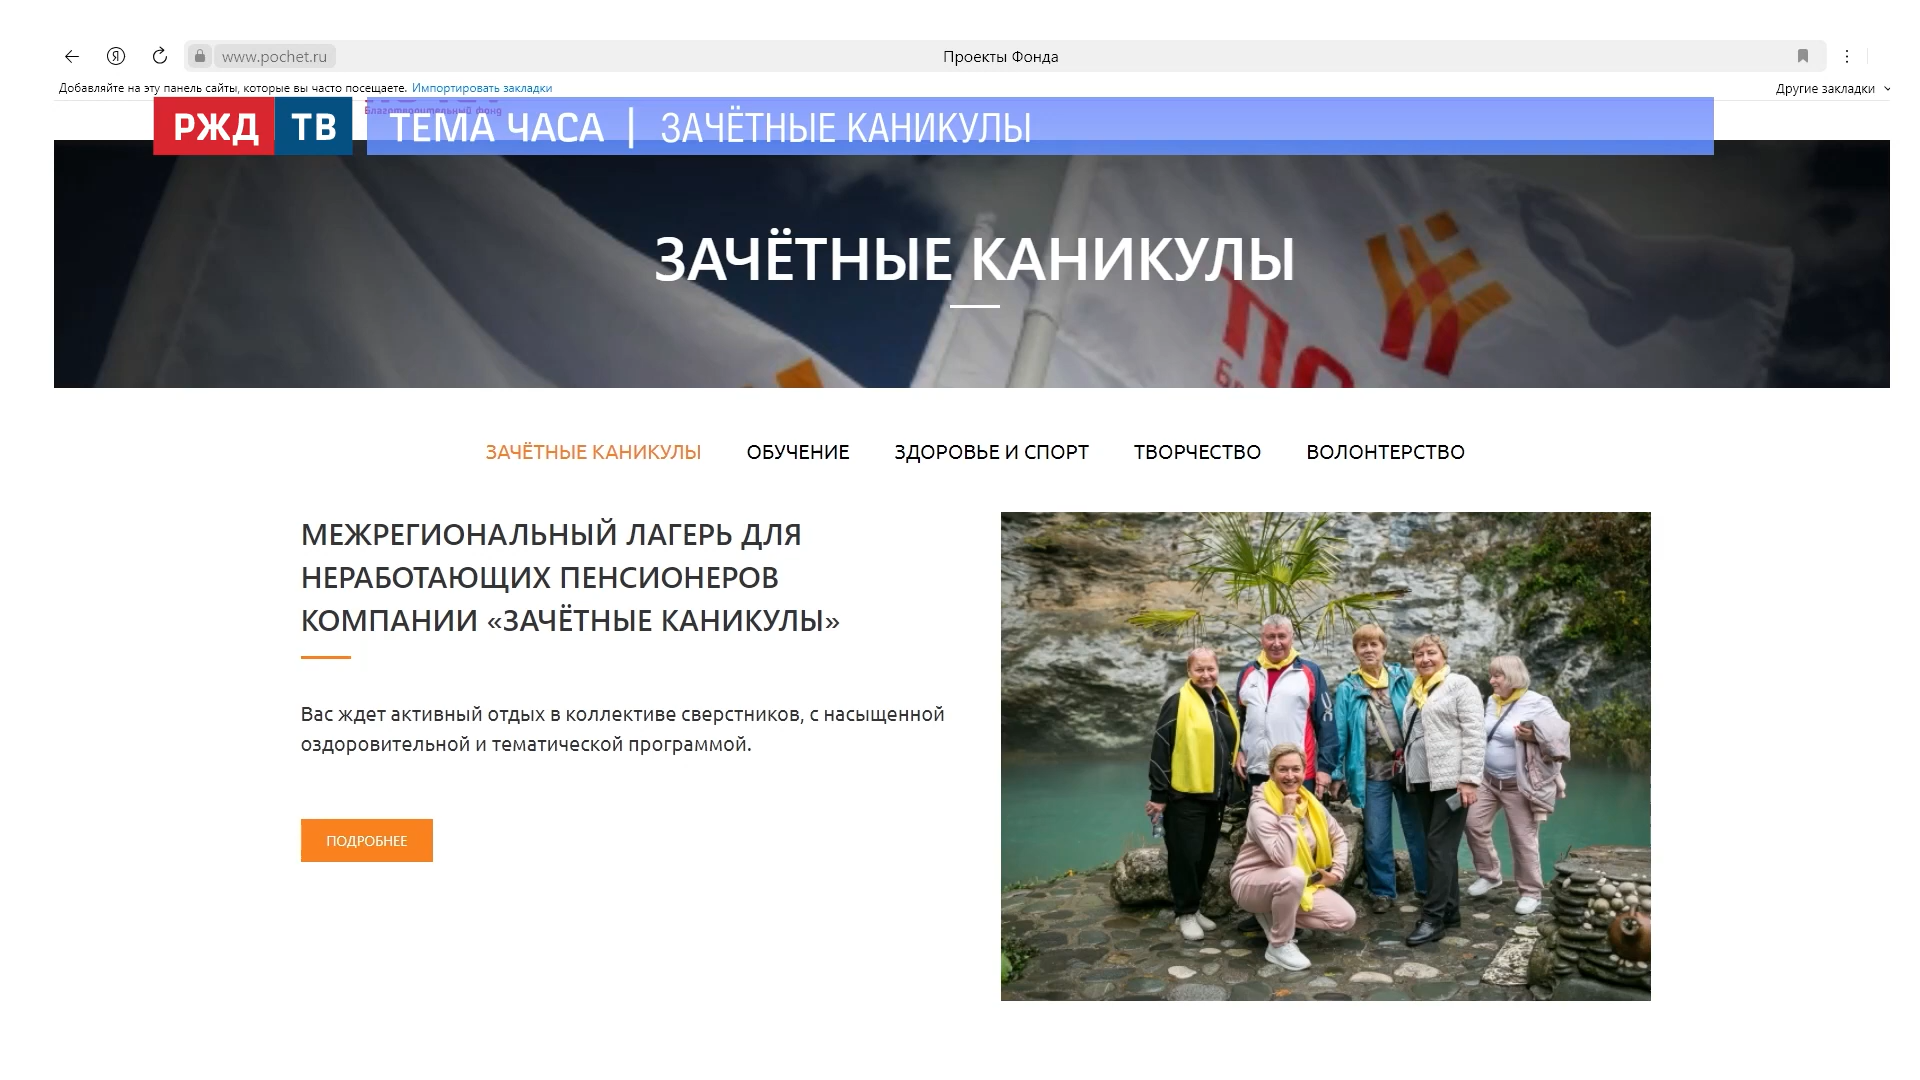 www.pochet.ru
Проекты Фонда
Добавляйте на эту панель сайты, которые вы часто посещаете. Импортировать закладки
Другие закладки
Благотворительный фонд
РЖД ТВ
ТЕМА ЧАСА | ЗАЧЁТНЫЕ КАНИКУЛЫ
ЗАЧЁТНЫЕ КАНИКУЛЫ
ЗАЧЁТНЫЕ КАНИКУЛЫ ОБУЧЕНИЕ ЗДОРОВЬЕ И СПОРТ ТВОРЧЕСТВО ВОЛОНТЕРСТВО
МЕЖРЕГИОНАЛЬНЫЙ ЛАГЕРЬ ДЛЯ
НЕРАБОТАЮЩИХ ПЕНСИОНЕРОВ
КОМПАНИИ «ЗАЧЁТНЫЕ КАНИКУЛЫ»
Вас ждет активный отдых в коллективе сверстников, с насыщенной
оздоровительной и тематической программой.
ПОДРОБНЕЕ